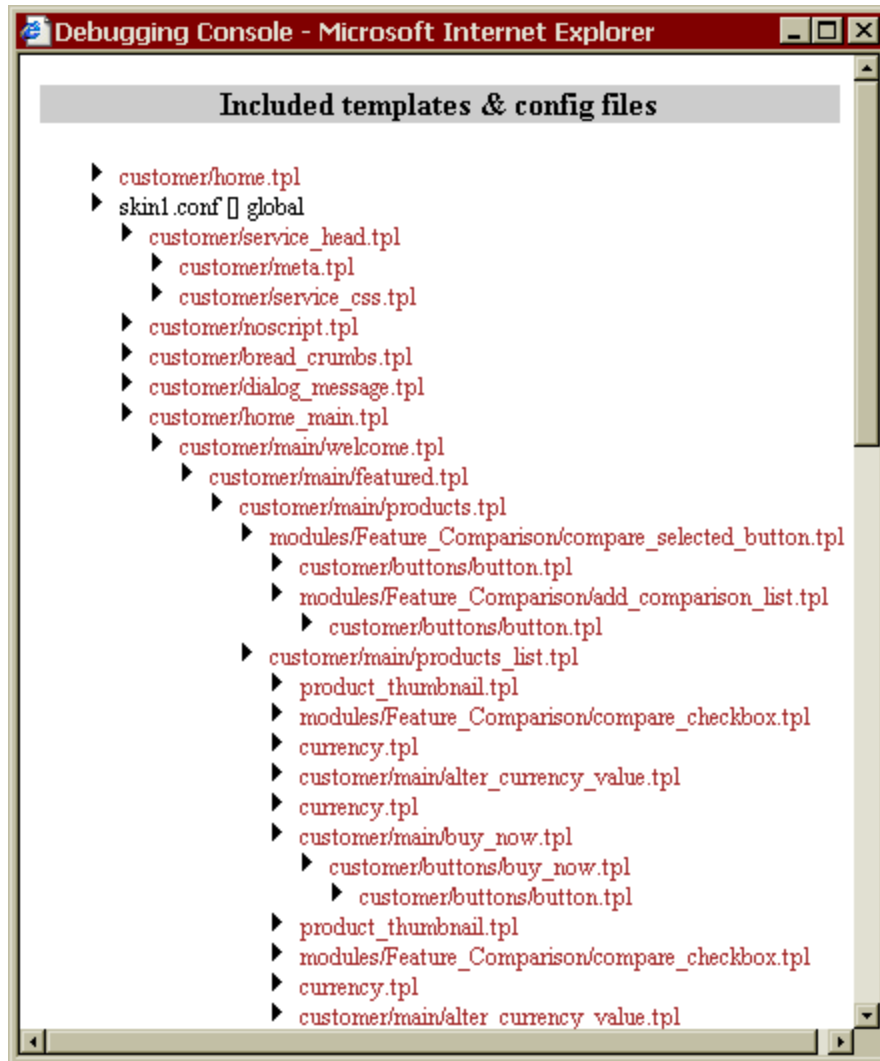 Debugging Console - Microsoft Internet Explorer
Included templates & config files
customer/home.tpl
skin1.conf [] global
customer/service_head.tpl
customer/meta.tpl
customer/service_css.tpl
customer/noscript.tpl
customer/bread_crumbs.tpl
customer/dialog_message.tpl
customer/home_main.tpl
customer/main/welcome.tpl
customer/main/featured.tpl
customer/main/products.tpl
modules/Feature_Comparison/compare_selected_button.tpl
customer/buttons/button.tpl
modules/Feature_Comparison/add_comparison_list.tpl
customer/buttons/button.tpl
customer/main/products_list.tpl
product_thumbnail.tpl
modules/Feature_Comparison/compare_checkbox.tpl
currency.tpl
customer/main/alter_currency_value.tpl
currency.tpl
customer/main/buy_now.tpl
customer/buttons/buy_now.tpl
customer/buttons/button.tpl
product_thumbnail.tpl
modules/Feature_Comparison/compare_checkbox.tpl
currency.tpl
customer/main/alter_currency_value.tpl